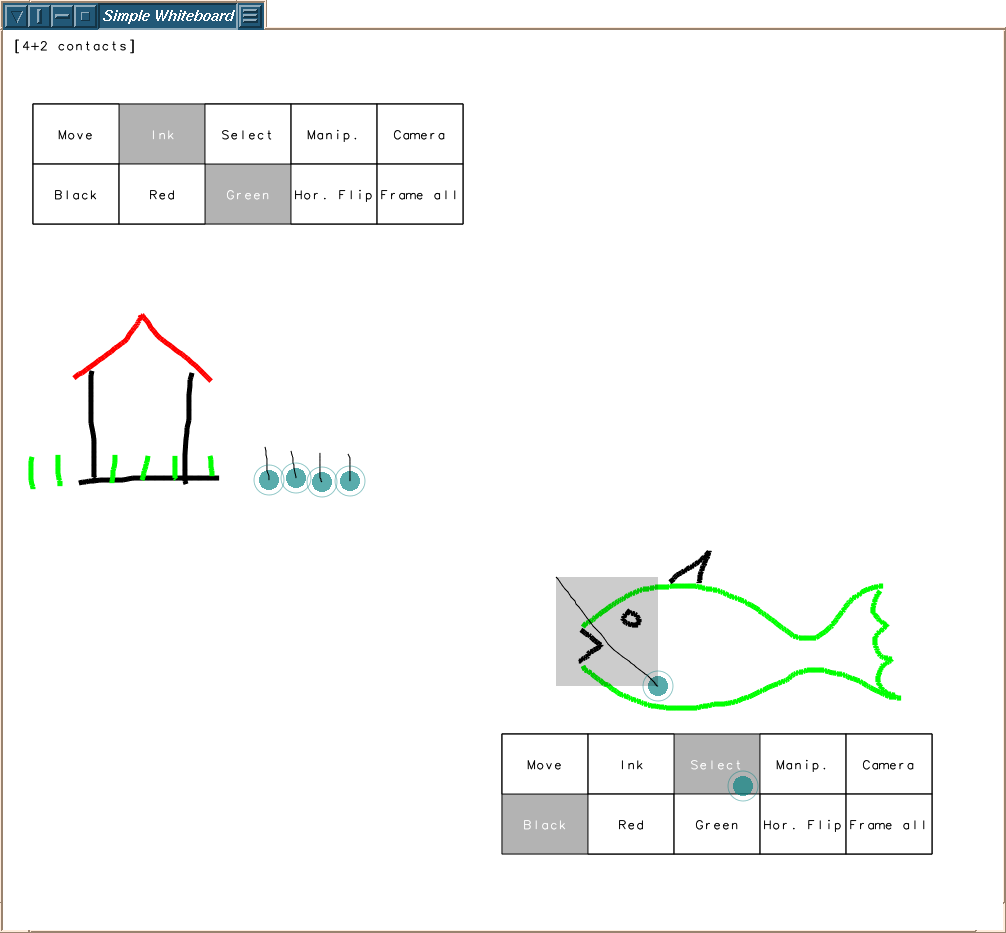 Simple Whiteboard
[4+2 contacts]
Move Ink Select Manip. Camera
Black Red Green Hor. Flip Frame all
Move Ink Select Manip. Camera
Black Red Green Hor. Flip Frame all